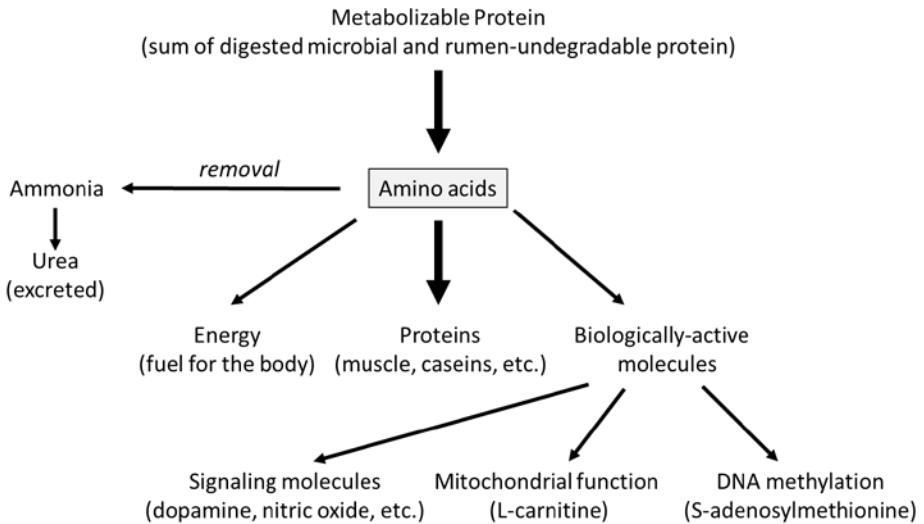 Metabolizable Protein
(sum of digested microbial and rumen-undegradable protein)
removal
Ammonia
Amino acids
Urea
(excreted)
Energy
(fuel for the body)
Proteins
(muscle, caseins, etc.)
Biologically-active
molecules
Signaling molecules
(dopamine, nitric oxide, etc.)
Mitochondrial function
(L-carnitine)
DNA methylation
(S-adenosylmethionine)